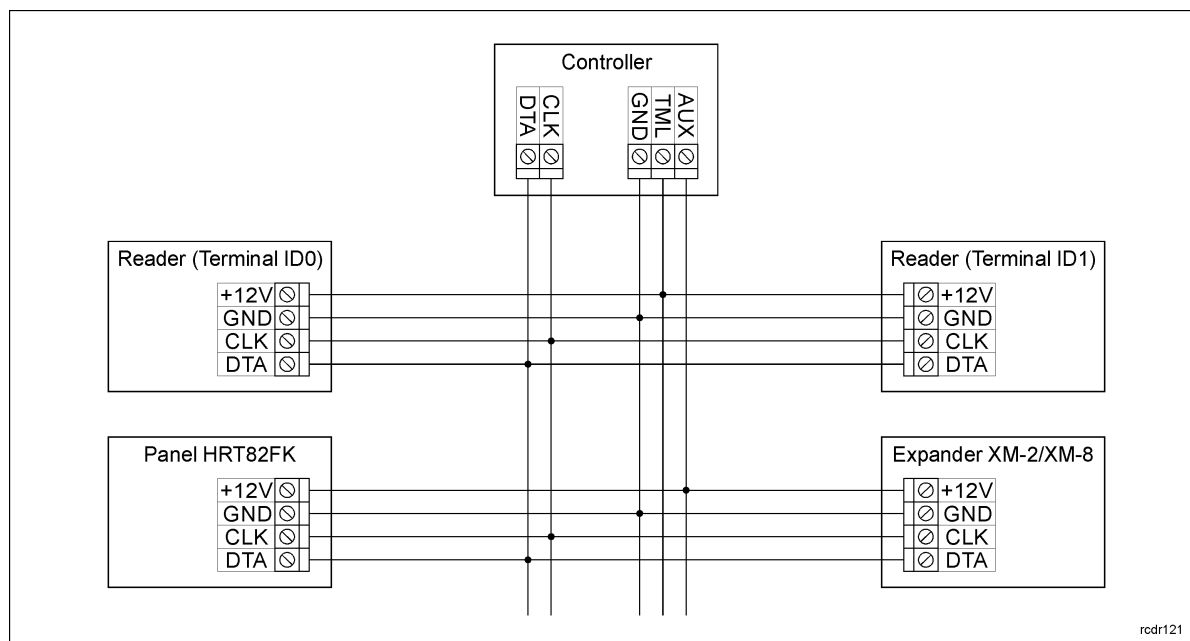 Controller
DTA
CLK
GND
TML
AUX
Reader (Terminal ID0)
+12V
GND
CLK
DTA
Reader (Terminal ID1)
+12V
GND
CLK
DTA
Panel HRT82FK
+12V
GND
CLK
DTA
Expander XM-2/XM-8
+12V
GND
CLK
DTA
rcdr121